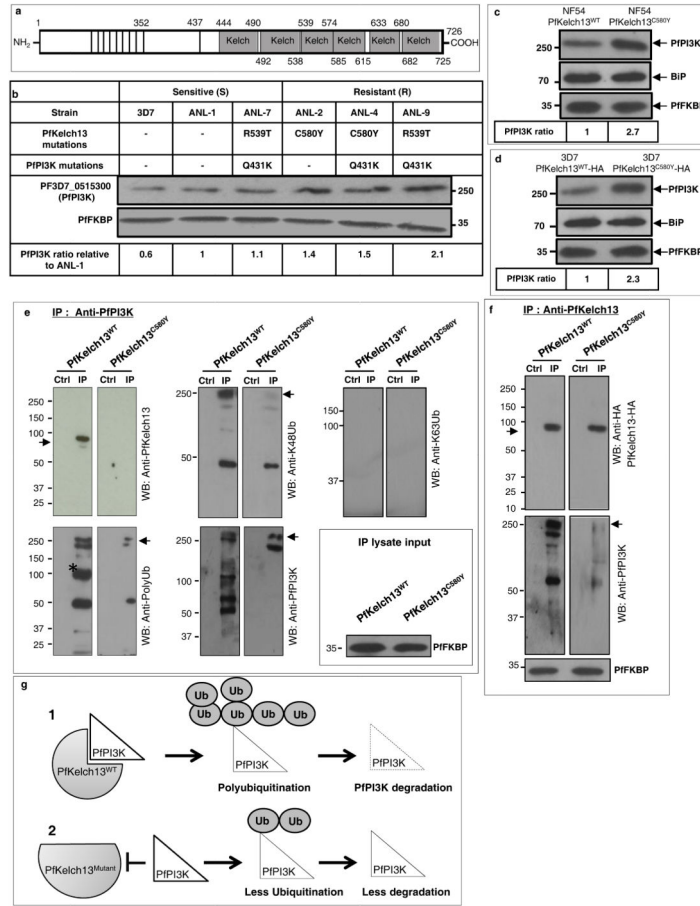 a
1 352 437 444 490 539 574 633 680 726
NH2 Kelch Kelch Kelch Kelch Kelch Kelch COOH
492 538 585 615 682 725
b
Sensitive (S) Resistant (R)
Strain 3D7 ANL-1 ANL-7 ANL-2 ANL-4 ANL-9
PfKelch13 mutations - - R539T C580Y C580Y R539T
PfPI3K mutations - - Q431K - Q431K Q431K
PF3D7_0515300 (PfPI3K) 250
PfFKBP 35
PfPI3K ratio relative to ANL-1 0.6 1 1.1 1.4 1.5 2.1
c
NF54 NF54
PfKelch13WT PfKelch13C580Y
250 PfPI3K
70 BiP
35 PfFKBP
PfPI3K ratio 1 2.7
d
3D7 3D7
PfKelch13WT-HA PfKelch13C580Y-HA
250 PfPI3K
70 BiP
35 PfFKBP
PfPI3K ratio 1 2.3
e
IP : Anti-PfPI3K
PfKelch13WT PfKelch13C580Y
Ctrl IP Ctrl IP
250
150
100
50
37
25
WB: Anti-PfKelch13
PfKelch13WT PfKelch13C580Y
Ctrl IP Ctrl IP
250
50
WB: Anti-K48Ub
PfKelch13WT PfKelch13C580Y
Ctrl IP Ctrl IP
150
100
37
WB: Anti-K63Ub
250
150
*
100
50
37
25
WB: Anti-PolyUb
250
150
100
50
37
WB: Anti-PfPI3K
IP lysate input
PfKelch13WT PfKelch13C580Y
35 PfFKBP
f
IP : Anti-PfKelch13
PfKelch13WT PfKelch13C580Y
Ctrl IP Ctrl IP
250
150
100
50
37
25
10
WB: Anti-HA
PfKelch13-HA
250
50
37
WB: Anti-PfPI3K
35 PfFKBP
g
1
PfPI3K
PfKelch13WT
Ub Ub
Ub Ub Ub Ub
PfPI3K
PfPI3K
Polyubiquitination PfPI3K degradation
2
PfKelch13Mutant
PfPI3K
Ub Ub
PfPI3K
PfPI3K
Less Ubiquitination Less degradation